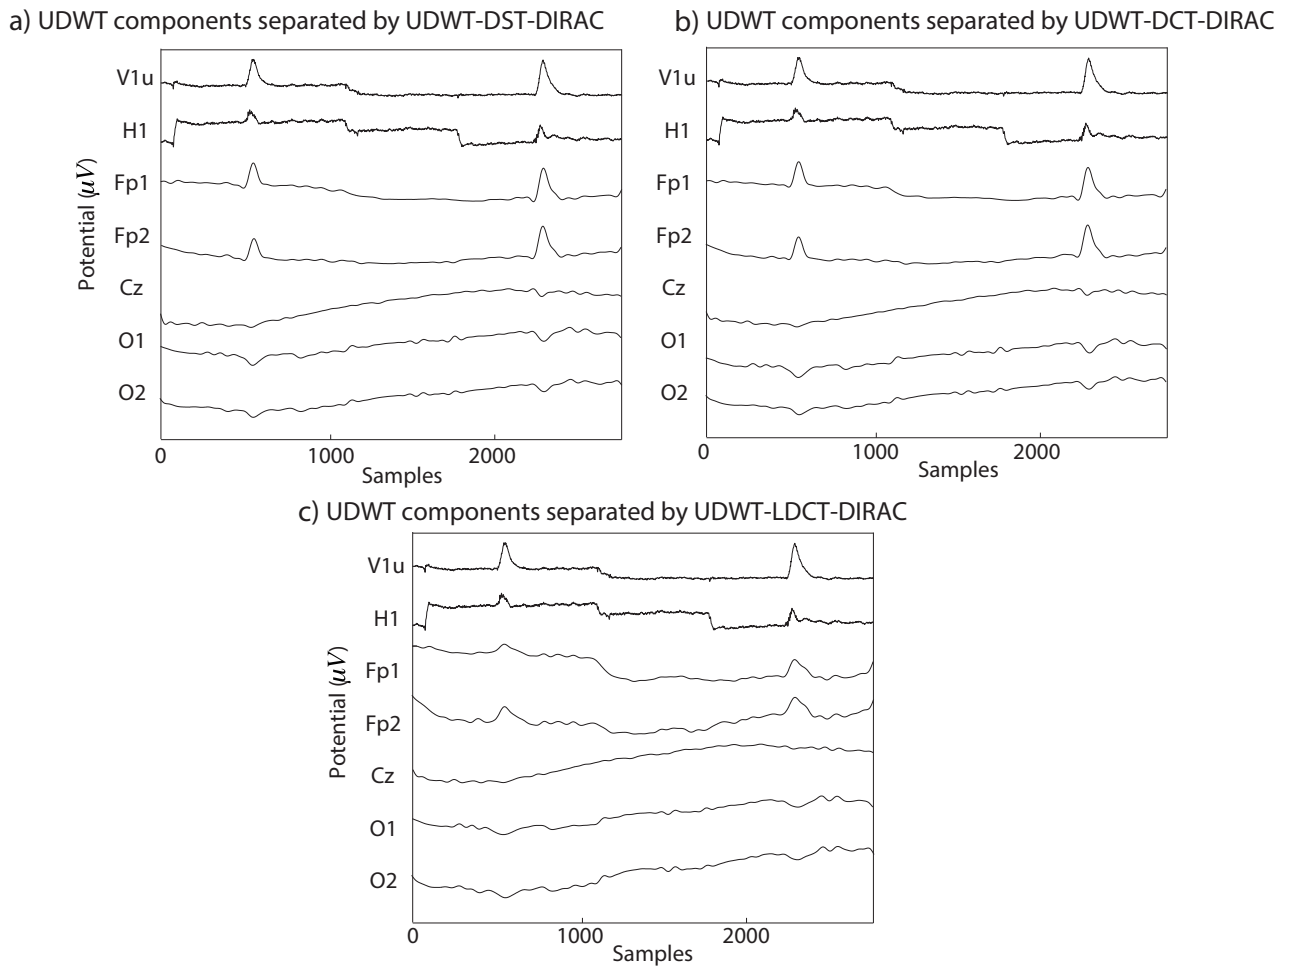 a) UDWT components separated by UDWT-DST-DIRAC
V1u
H1
Fp1
Fp2
Cz
O1
O2
Potential (μV)
0 1000 2000
Samples
b) UDWT components separated by UDWT-DCT-DIRAC
V1u
H1
Fp1
Fp2
Cz
O1
O2
0 1000 2000
Samples
c) UDWT components separated by UDWT-LDCT-DIRAC
V1u
H1
Fp1
Fp2
Cz
O1
O2
Potential (μV)
0 1000 2000
Samples